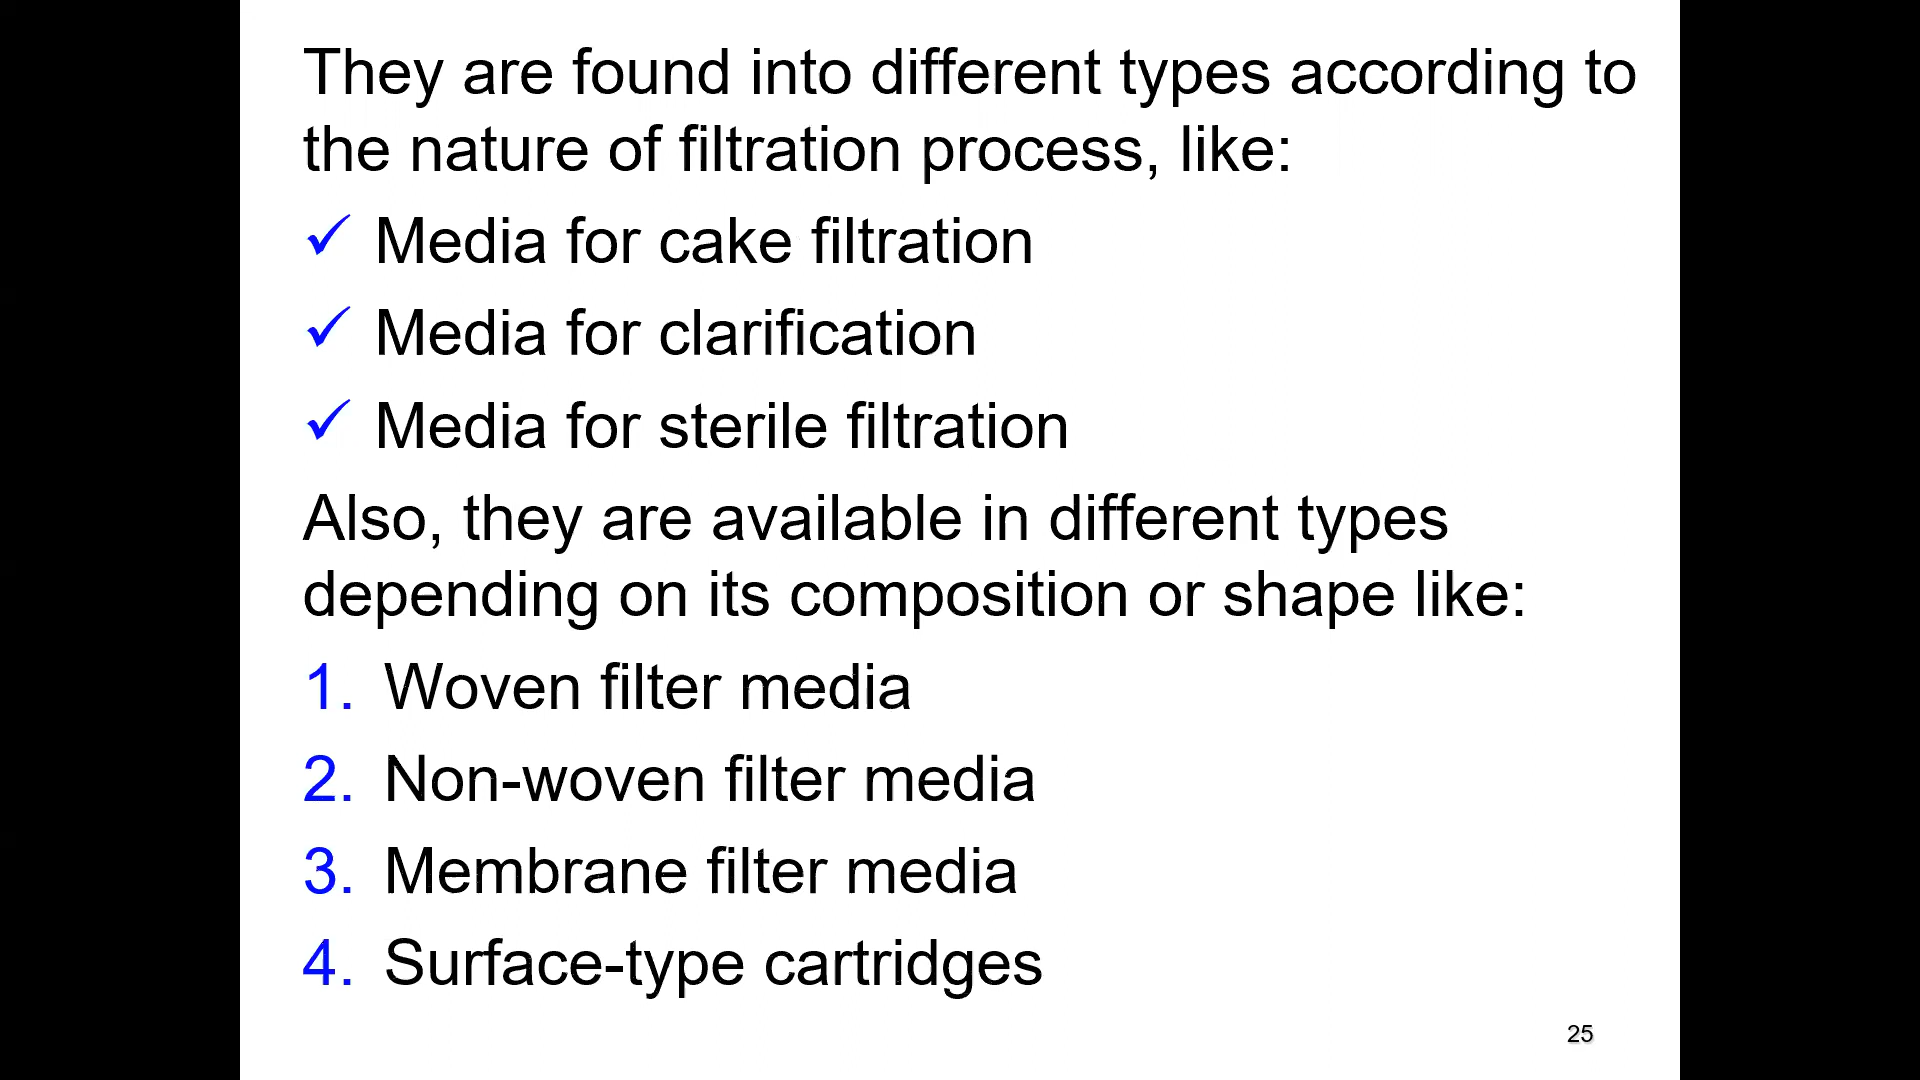 They are found into different types according to
the nature of filtration process, like:
✓ Media for cake filtration
✓ Media for clarification
✓ Media for sterile filtration
Also, they are available in different types
depending on its composition or shape like:
1. Woven filter media
2. Non-woven filter media
3. Membrane filter media
4. Surface-type cartridges
25